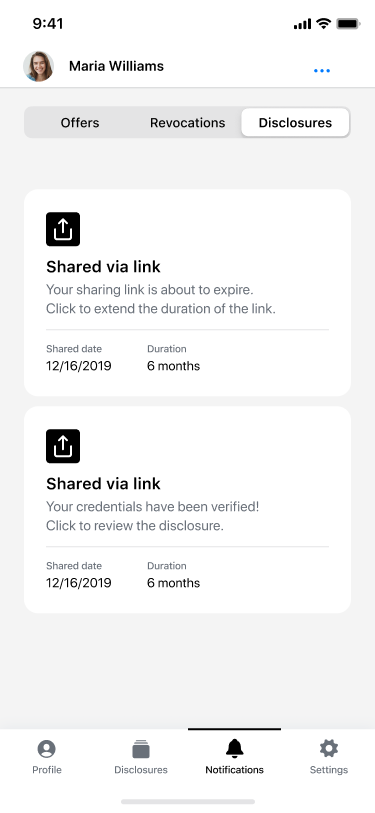 9:41
Maria Williams
Offers Revocations Disclosures
Shared via link
Your sharing link is about to expire.
Click to extend the duration of the link.
Shared date Duration
12/16/2019 6 months
Shared via link
Your credentials have been verified!
Click to review the disclosure.
Shared date Duration
12/16/2019 6 months
Profile Disclosures Notifications Settings